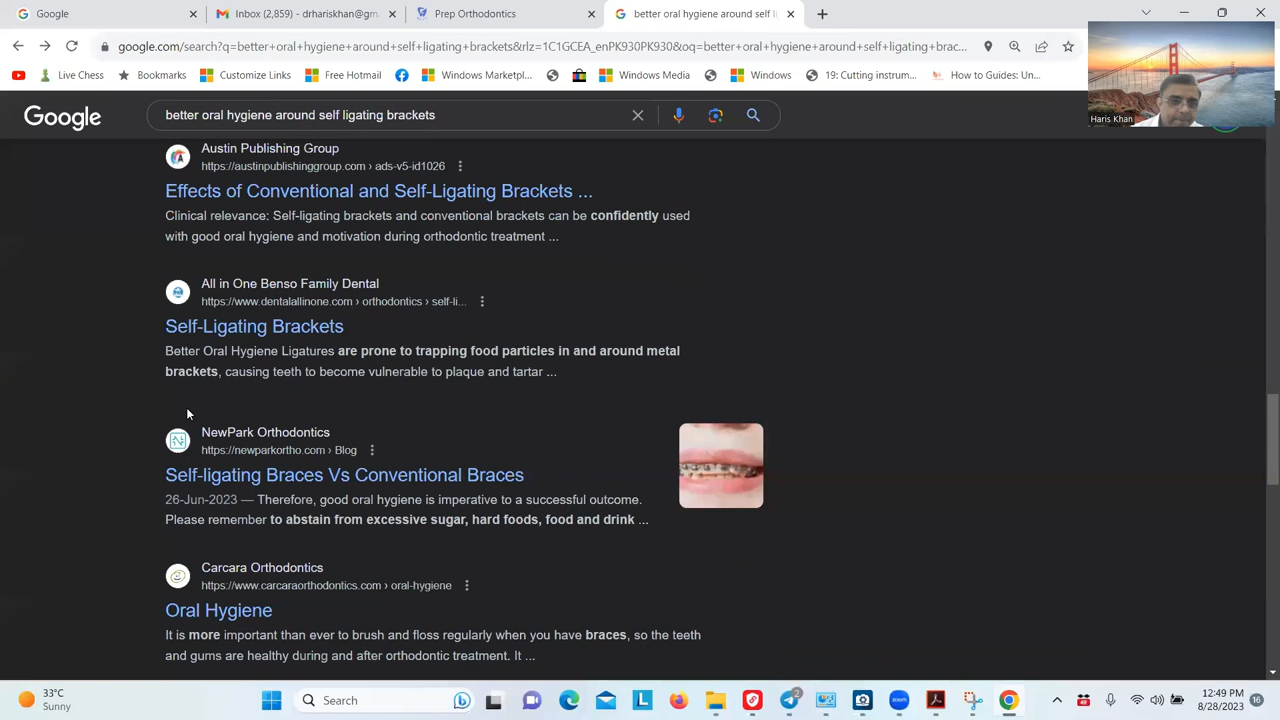 Google
Inbox (2,859) - drhariskhan@gm
Prep Orthodontics
better oral hygiene around self li
google.com/search?q=better+oral+hygiene+around+self+ligating+brackets&rlz=1C1GCEA_enPK930PK930&oq=better+oral+hygiene+around+self+ligating+brac...
Live Chess
Bookmarks
Customize Links
Free Hotmail
Windows Marketpl...
Windows Media
Windows
19: Cutting instrum...
How to Guides: Un...
Haris Khan
Google
better oral hygiene around self ligating brackets
Austin Publishing Group
https://austinpublishinggroup.com › ads-v5-id1026
Effects of Conventional and Self-Ligating Brackets ...
Clinical relevance: Self-ligating brackets and conventional brackets can be confidently used
with good oral hygiene and motivation during orthodontic treatment ...
All in One Benso Family Dental
https://www.dentalallinone.com › orthodontics › self-li...
Self-Ligating Brackets
Better Oral Hygiene Ligatures are prone to trapping food particles in and around metal
brackets, causing teeth to become vulnerable to plaque and tartar ...
NewPark Orthodontics
https://newparkortho.com › Blog
Self-ligating Braces Vs Conventional Braces
26-Jun-2023 — Therefore, good oral hygiene is imperative to a successful outcome.
Please remember to abstain from excessive sugar, hard foods, food and drink ...
Carcara Orthodontics
https://www.carcaraorthodontics.com › oral-hygiene
Oral Hygiene
It is more important than ever to brush and floss regularly when you have braces, so the teeth
and gums are healthy during and after orthodontic treatment. It ...
33°C
Sunny
Search
L
2
zoom
49
12:49 PM
8/28/2023
16